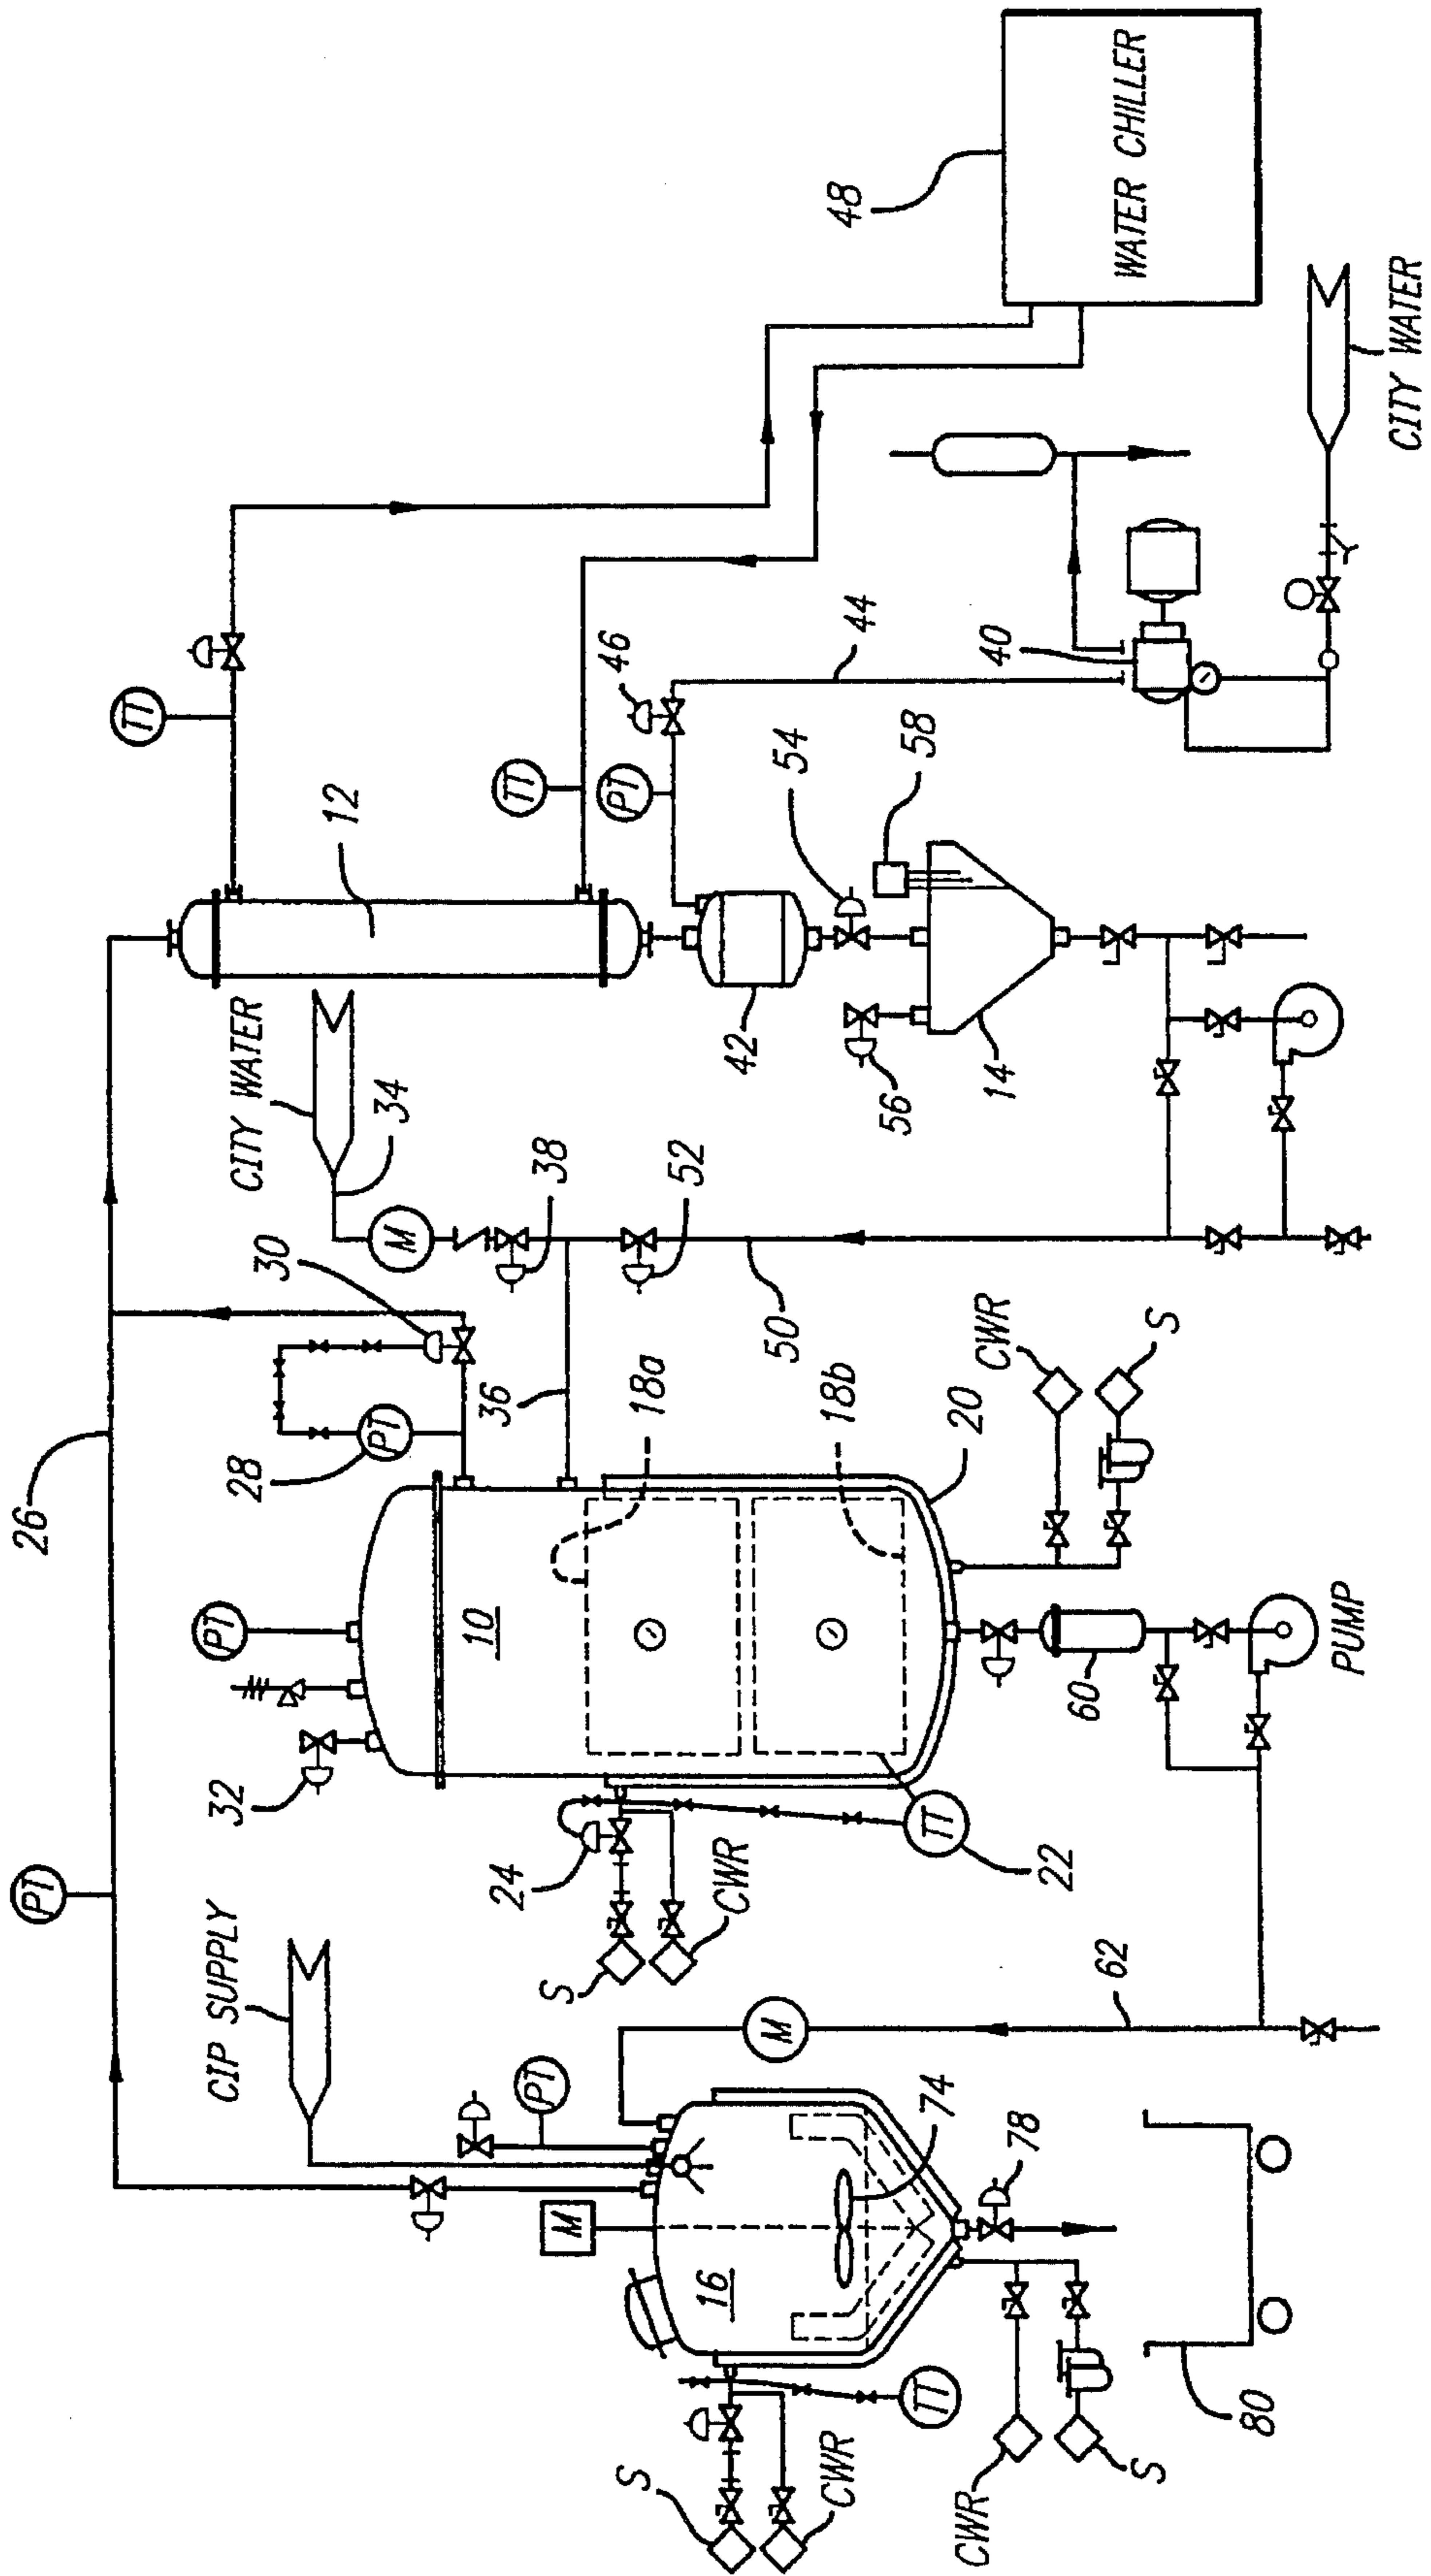 PT
26
TT
CIP SUPPLY
PT
CITY WATER
28
30
32
12
PT
34
M
10
24
36
TT
PT
38
S
M
46
PT
S
18a
52
16
CWR
42
M
50
54
CWR
18b
48
44
56
58
TT
TT
74
CWR
20
14
CWR
40
78
22
60
62
WATER CHILLER
S
S
80
PUMP
CITY WATER